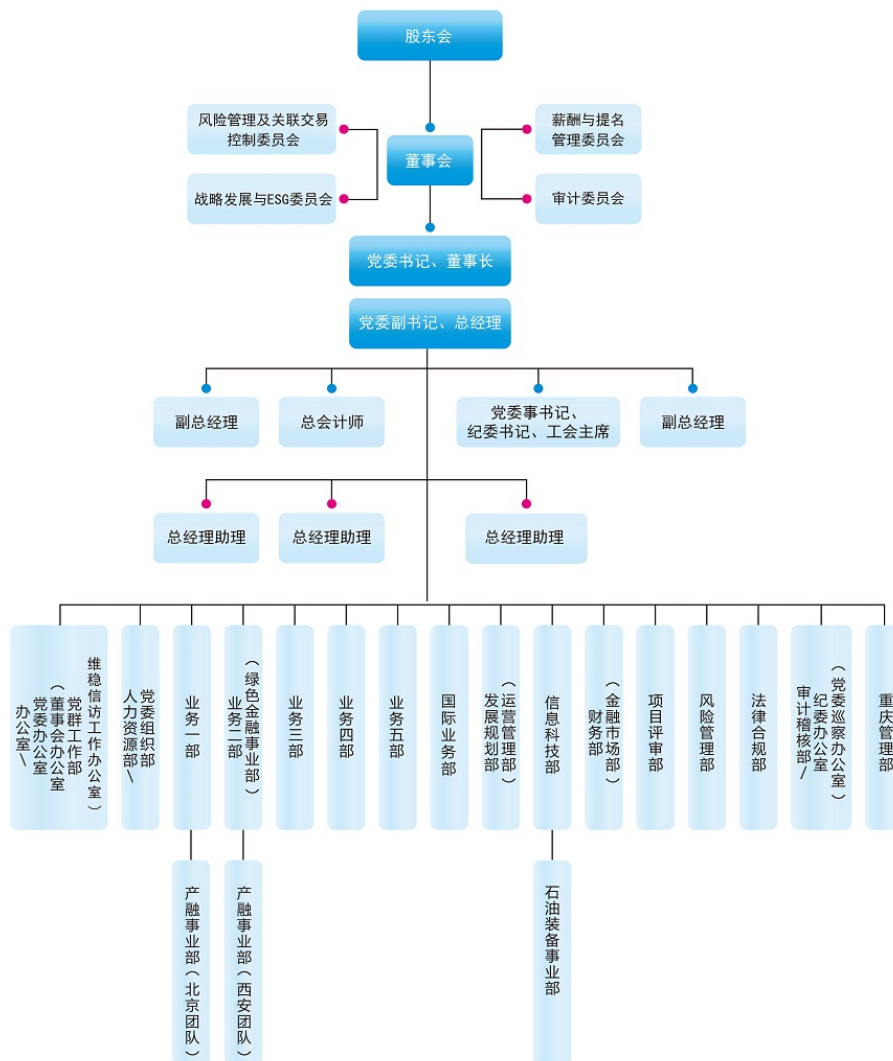 股东会
风险管理及关联交易
控制委员会
薪酬与提名
管理委员会
董事会
战略发展与ESG委员会
审计委员会
党委书记、董事长
党委副书记、总经理
副总经理
总会计师
党委事书记、
纪委书记、工会主席
副总经理
总经理助理
总经理助理
总经理助理
办公室\
党委办公室
（董事会办公室
党群工作部
维稳信访工作办公室）
人力资源部\
党委组织部
业务一部
业务二部
（绿色金融事业部）
业务三部
业务四部
业务五部
国际业务部
发展规划部
（运营管理部）
信息科技部
财务部
（金融市场部）
项目评审部
风险管理部
法律合规部
审计稽核部/
纪委办公室
（党委巡察办公室）
重庆管理部
产融事业部（北京团队）
产融事业部（西安团队）
石油装备事业部